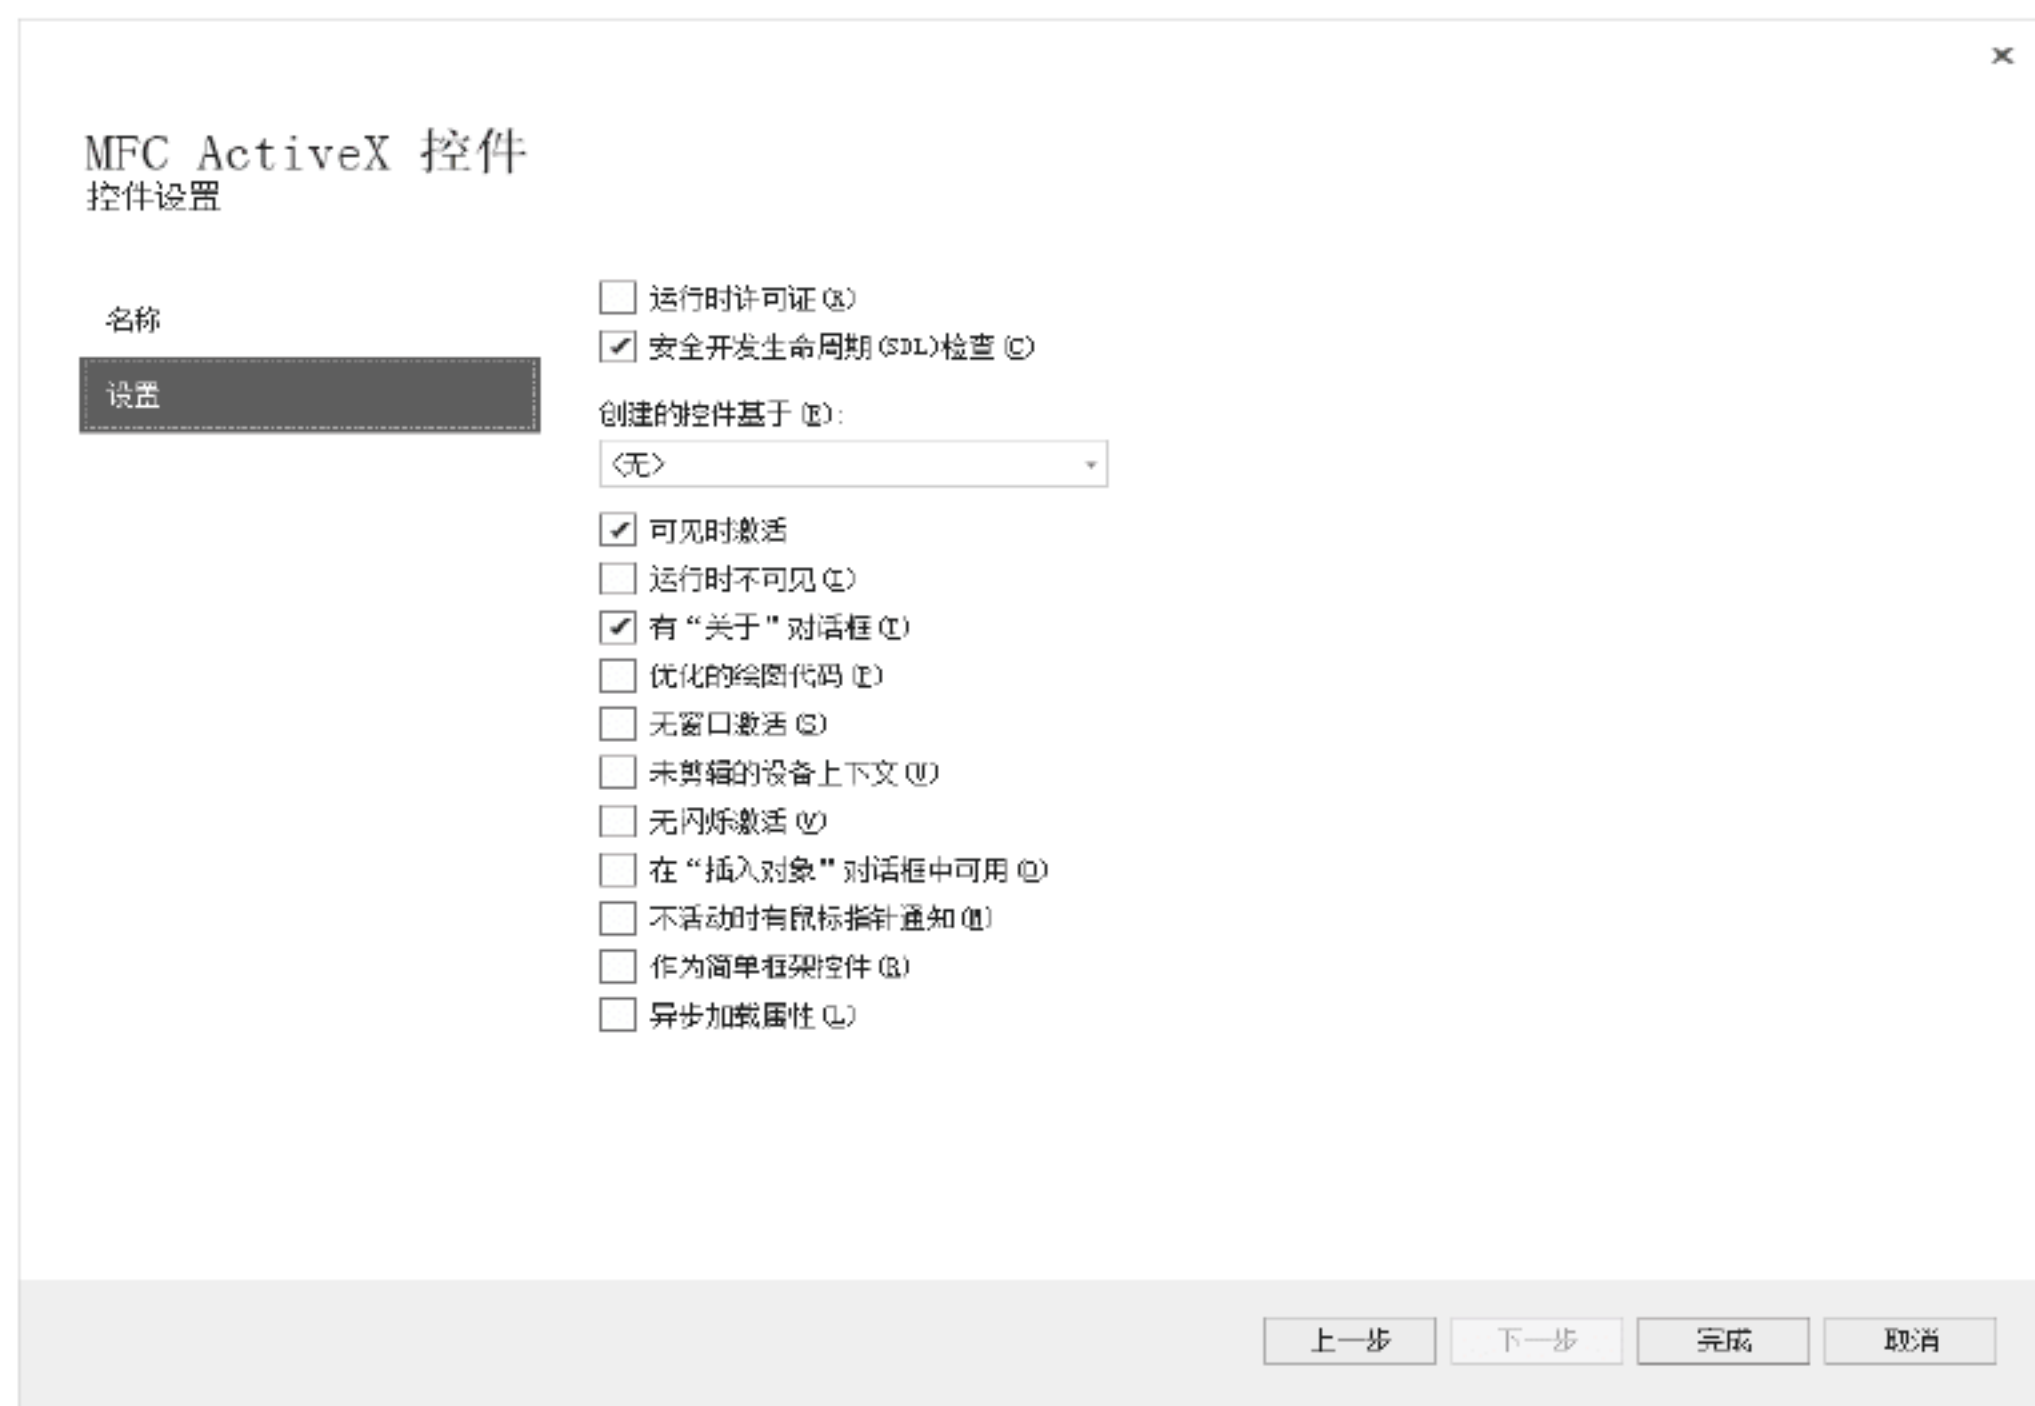 MFC ActiveX 控件
控件设置
名称
设置
运行时许可证(R)
安全开发生命周期(SDL)检查(C)
创建的控件基于(E):
<无>
可见时激活
运行时不可见(I)
有“关于”对话框(T)
优化的绘图代码(P)
无窗口激活(S)
未剪辑的设备上下文(U)
无闪烁激活(V)
在“插入对象”对话框中可用(O)
不活动时有鼠标指针通知(M)
作为简单框架控件(R)
异步加载属性(L)
上一步
下一步
完成
取消